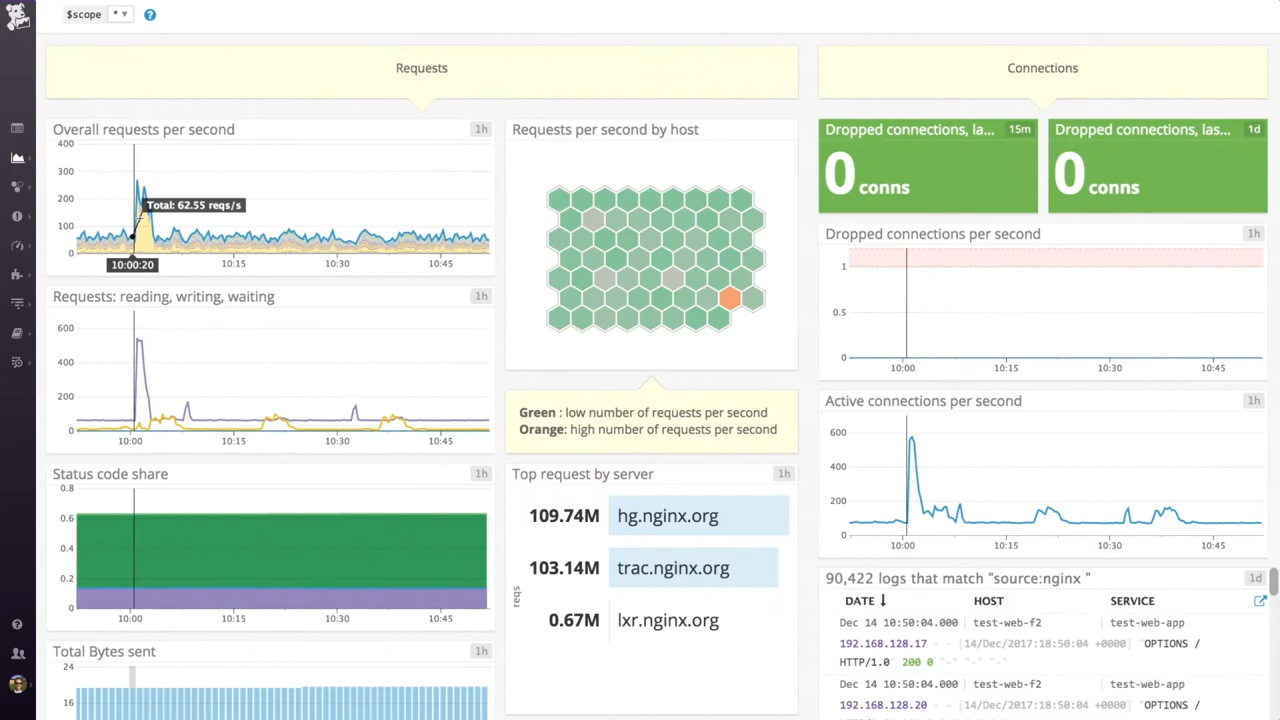 $scope * ▾ ?
Requests
Connections
Overall requests per second 1h
400
300
200
100
0
Total: 62.55 reqs/s
10:00:20
10:15
10:30
10:45
Requests per second by host
Dropped connections, la... 15m
0 conns
Dropped connections, las... 1d
0 conns
Dropped connections per second 1h
1
0.5
0
10:00
10:15
10:30
10:45
Requests: reading, writing, waiting 1h
600
400
200
0
10:00
10:15
10:30
10:45
Green : low number of requests per second
Orange: high number of requests per second
Active connections per second 1h
600
400
200
0
10:00
10:15
10:30
10:45
Status code share 1h
0.8
0.6
0.4
0.2
0
10:00
10:15
10:30
10:45
Top request by server 1h
109.74M hg.nginx.org
103.14M trac.nginx.org
0.67M lxr.nginx.org
reqs
90,422 logs that match "source:nginx " 1d
DATE HOST SERVICE
Dec 14 10:50:04.000 test-web-f2 test-web-app
192.168.128.17 - - [14/Dec/2017:18:50:04 +0000] "OPTIONS /
HTTP/1.0" 200 0 "-" "-" "-"
Dec 14 10:50:04.000 test-web-f2 test-web-app
192.168.128.20 - - [14/Dec/2017:18:50:04 +0000] "OPTIONS /
Total Bytes sent 1h
24
16